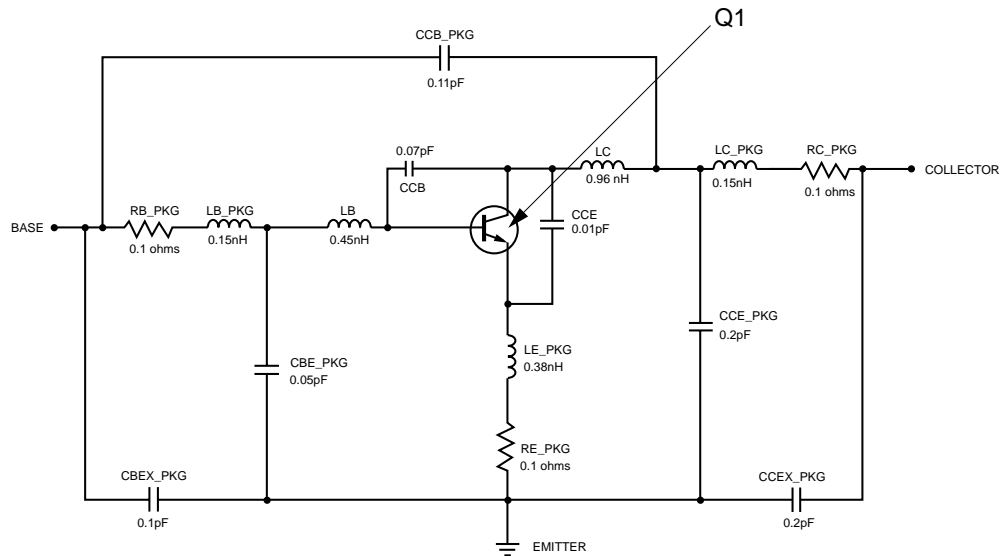 Q1
CCB_PKG
0.11pF
0.07pF
CCB
LC
0.96 nH
LC_PKG
0.15nH
RC_PKG
0.1 ohms
COLLECTOR
BASE
RB_PKG
0.1 ohms
LB_PKG
0.15nH
LB
0.45nH
CCE
0.01pF
CCE_PKG
0.2pF
LE_PKG
0.38nH
CBE_PKG
0.05pF
RE_PKG
0.1 ohms
CBEX_PKG
0.1pF
CCEX_PKG
0.2pF
EMITTER